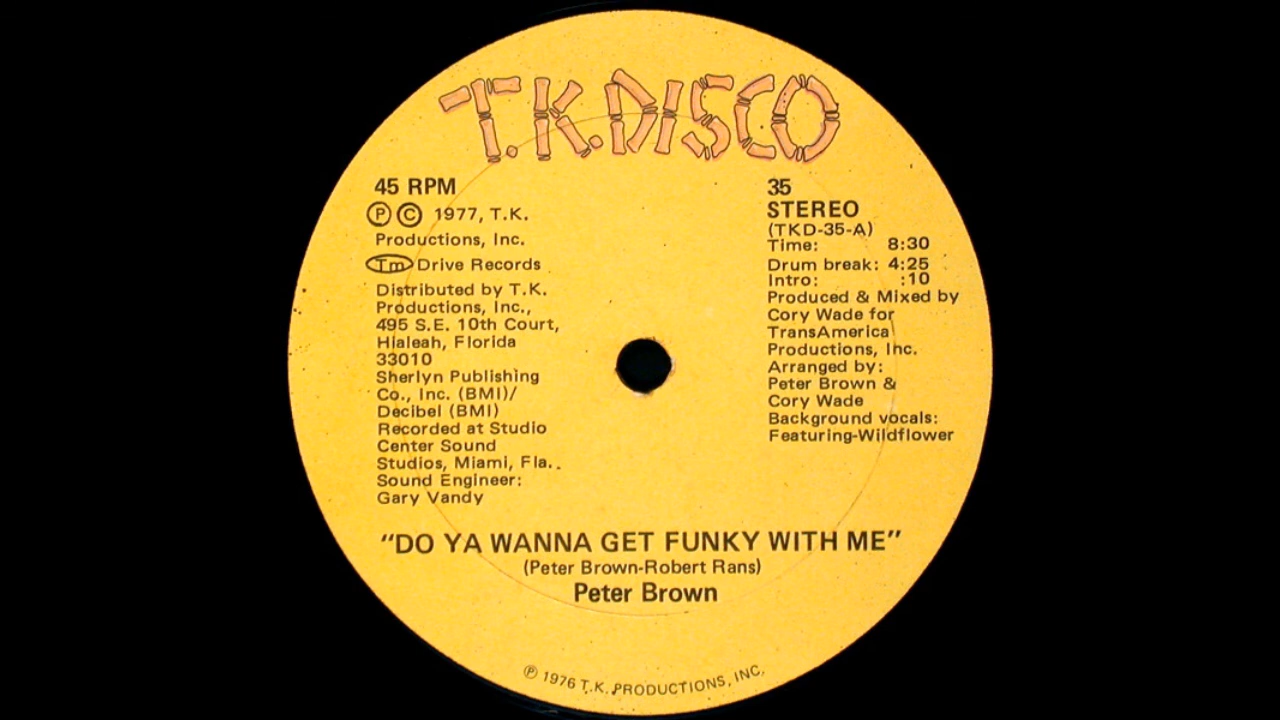 T.K.DISCO
45 RPM
Ⓟ Ⓒ 1977, T.K.
Productions, Inc.
Tm Drive Records
Distributed by T.K.
Productions, Inc.,
495 S.E. 10th Court,
Hialeah, Florida
33010
Sherlyn Publishing
Co., Inc. (BMI)/
Decibel (BMI)
Recorded at Studio
Center Sound
Studios, Miami, Fla..
Sound Engineer:
Gary Vandy
35
STEREO
(TKD-35-A)
Time: 8:30
Drum break: 4:25
Intro: :10
Produced & Mixed by
Cory Wade for
TransAmerica
Productions, Inc.
Arranged by:
Peter Brown &
Cory Wade
Background vocals:
Featuring-Wildflower
“DO YA WANNA GET FUNKY WITH ME”
(Peter Brown-Robert Rans)
Peter Brown
Ⓟ 1976 T.K. PRODUCTIONS, INC.